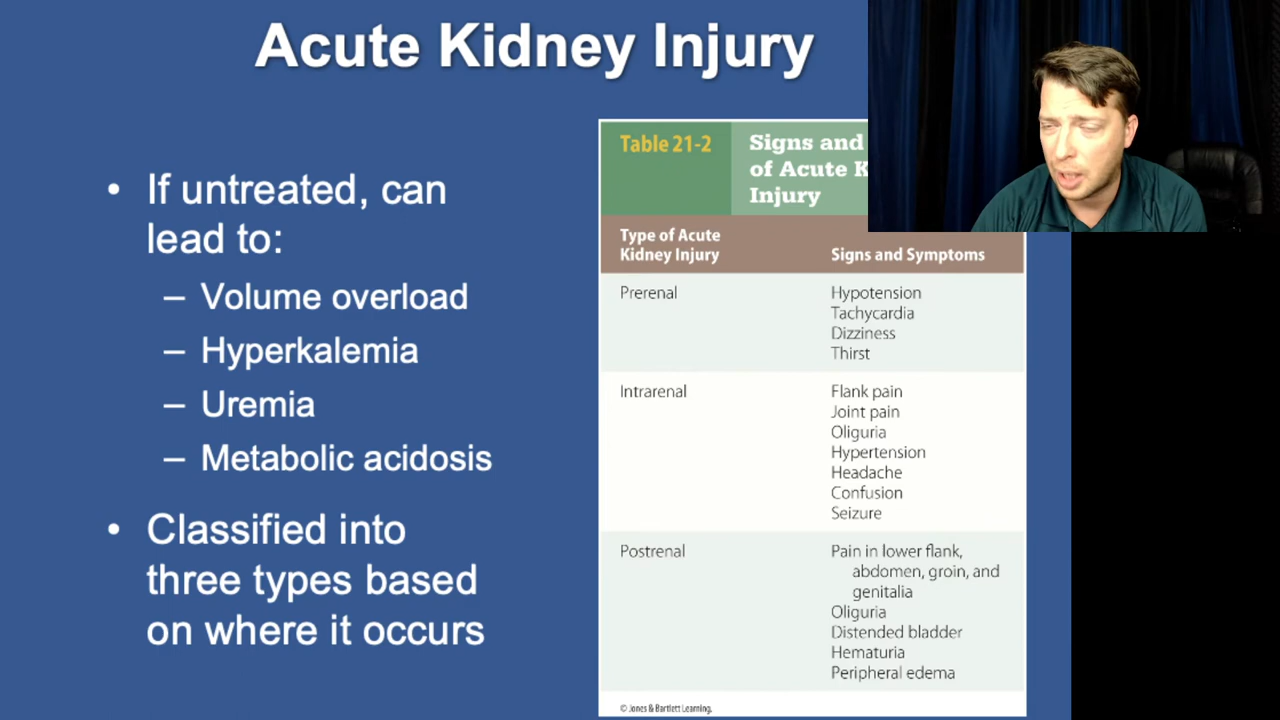 Acute Kidney Injury
• If untreated, can
lead to:
– Volume overload
– Hyperkalemia
– Uremia
– Metabolic acidosis
• Classified into
three types based
on where it occurs
Table 21-2
Signs and
of Acute K
Injury
Type of Acute
Kidney Injury
Signs and Symptoms
Prerenal
Hypotension
Tachycardia
Dizziness
Thirst
Intrarenal
Flank pain
Joint pain
Oliguria
Hypertension
Headache
Confusion
Seizure
Postrenal
Pain in lower flank,
abdomen, groin, and
genitalia
Oliguria
Distended bladder
Hematuria
Peripheral edema
© Jones & Bartlett Learning.